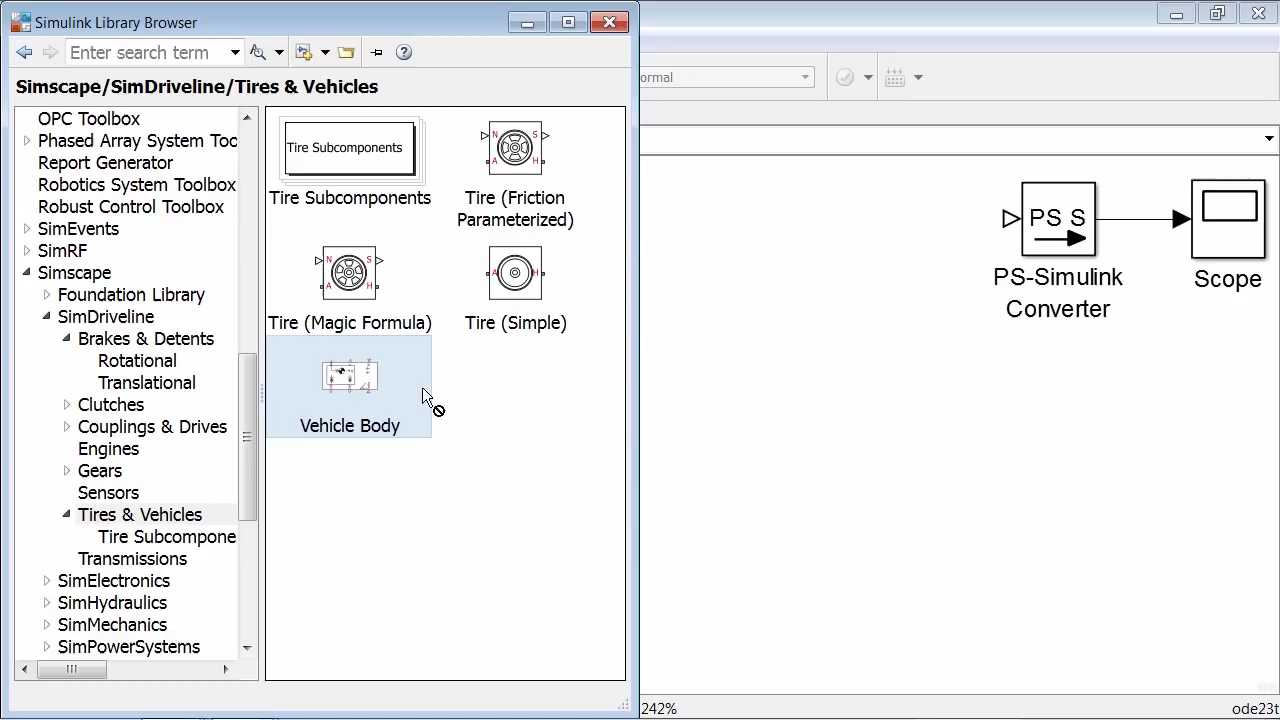 Simulink Library Browser
Enter search term
Simscape/SimDriveline/Tires & Vehicles
OPC Toolbox
Phased Array System Too
Report Generator
Robotics System Toolbox
Robust Control Toolbox
SimEvents
SimRF
Simscape
Foundation Library
SimDriveline
Brakes & Detents
Rotational
Translational
Clutches
Couplings & Drives
Engines
Gears
Sensors
Tires & Vehicles
Tire Subcompone
Transmissions
SimElectronics
SimHydraulics
SimMechanics
SimPowerSystems
Tire Subcomponents
Tire Subcomponents
N S
A H
Tire (Friction
Parameterized)
N S
A H
Tire (Magic Formula)
A H
Tire (Simple)
Vehicle Body
ormal
PS S
PS-Simulink
Converter
Scope
242%
ode23t